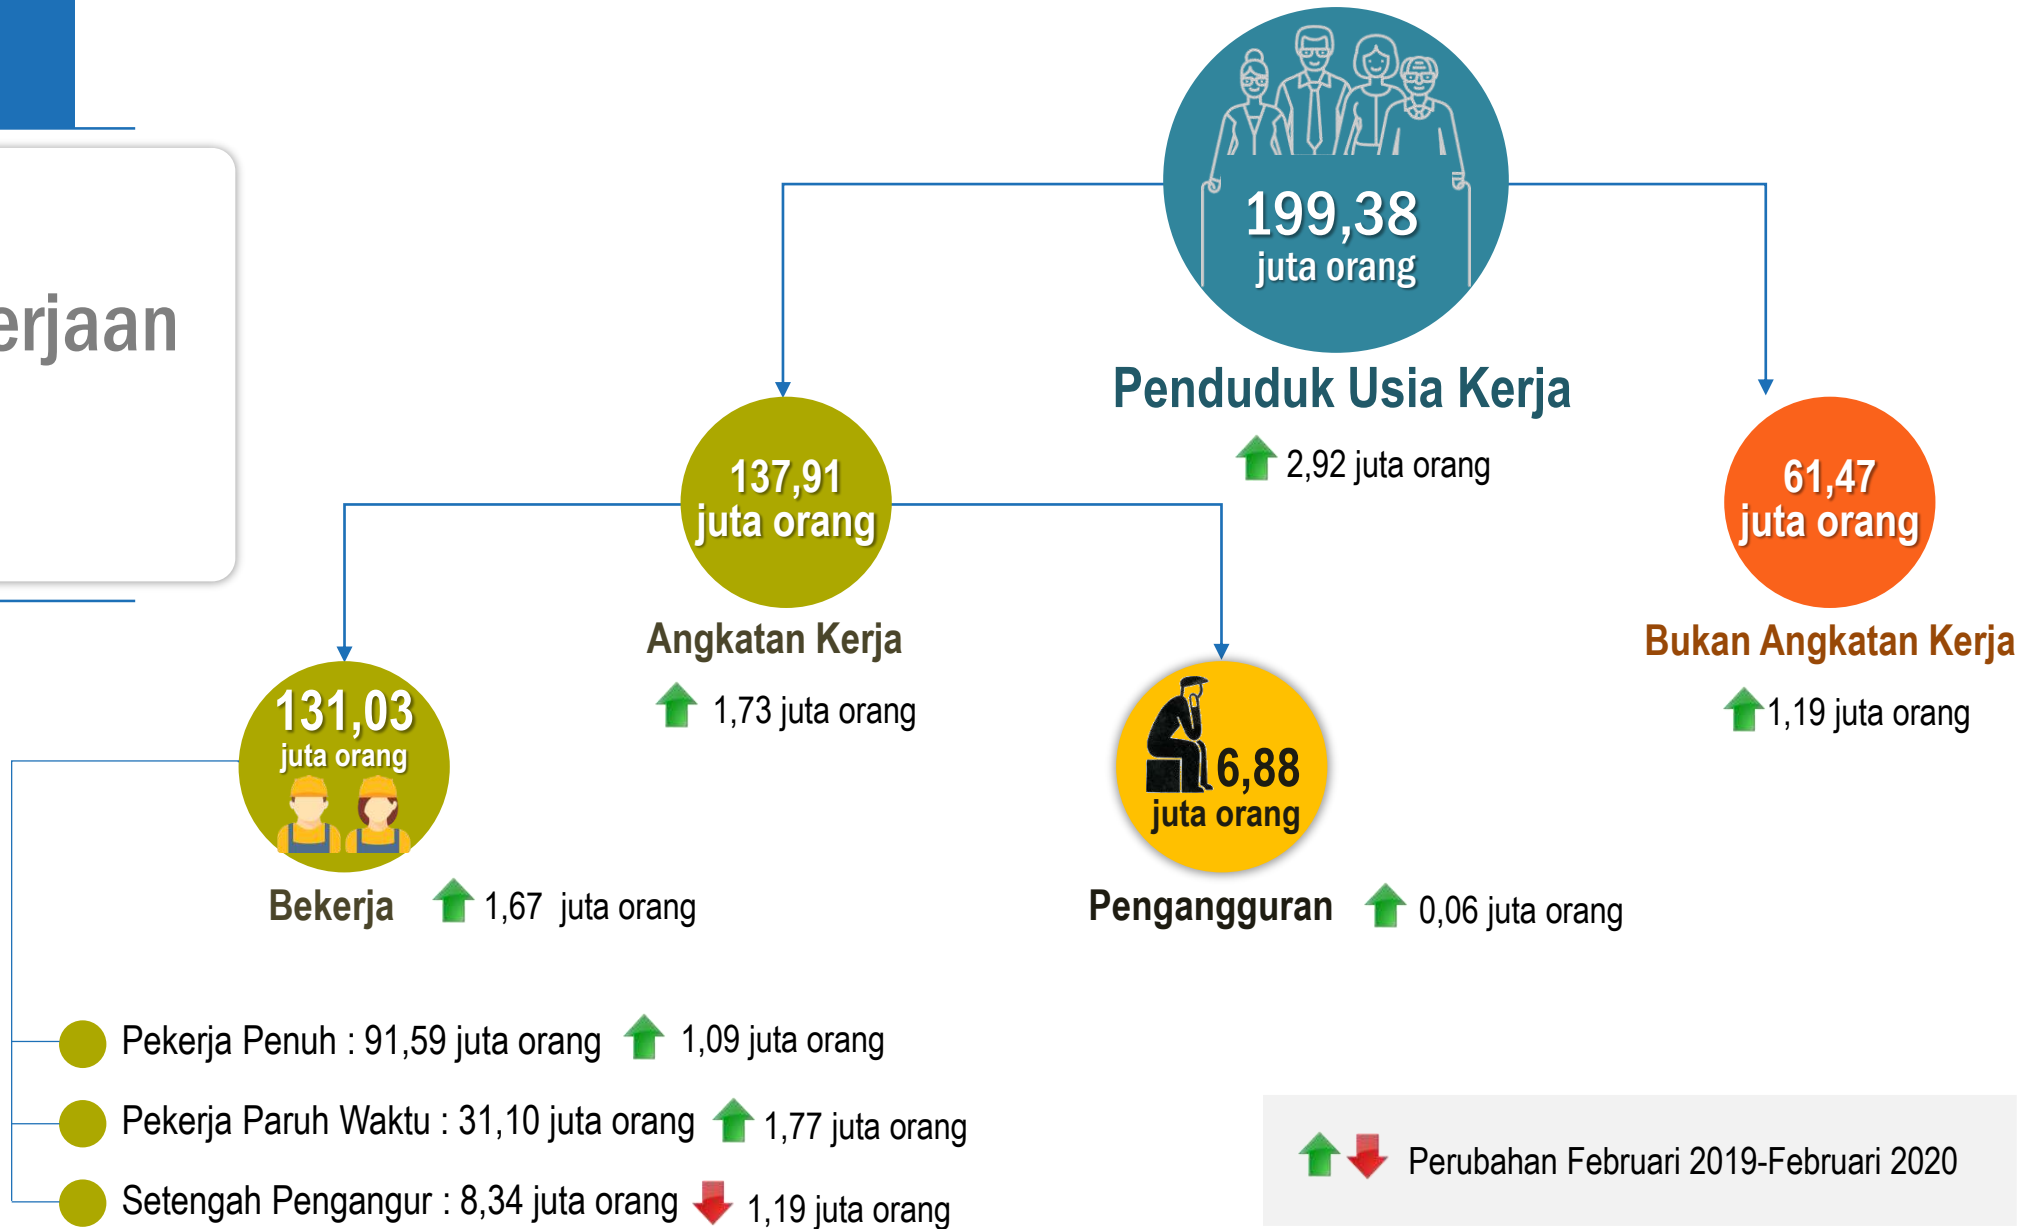 199,38
juta orang
Penduduk Usia Kerja
2,92 juta orang
137,91
juta orang
Angkatan Kerja
1,73 juta orang
61,47
juta orang
Bukan Angkatan Kerja
1,19 juta orang
131,03
juta orang
Bekerja
1,67 juta orang
6,88
juta orang
Pengangguran
0,06 juta orang
Pekerja Penuh : 91,59 juta orang
1,09 juta orang
Pekerja Paruh Waktu : 31,10 juta orang
1,77 juta orang
Setengah Pengangur : 8,34 juta orang
1,19 juta orang
Perubahan Februari 2019-Februari 2020